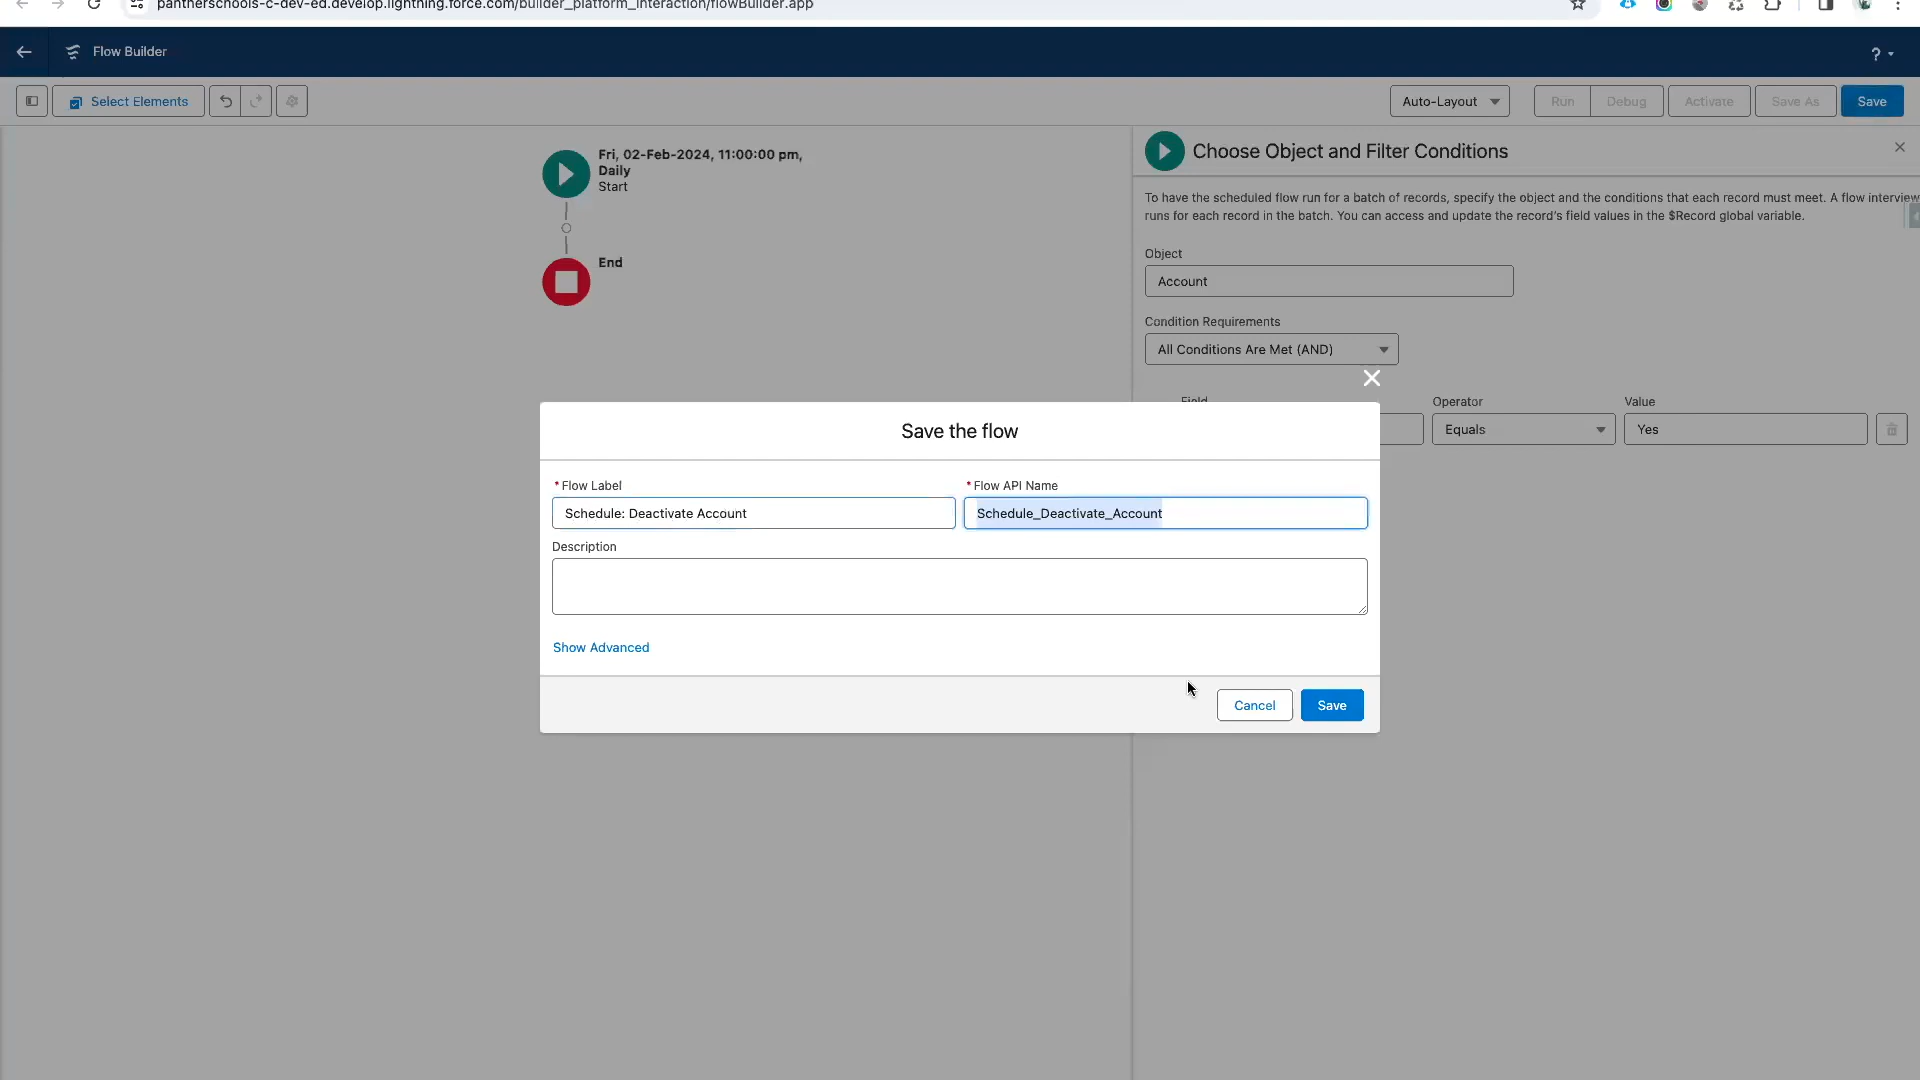 pantherschools-c-dev-ed.develop.lightning.force.com/builder_platform_interaction/flowBuilder.app
Flow Builder
?
Select Elements
Auto-Layout
Run
Debug
Activate
Save As
Save
Fri, 02-Feb-2024, 11:00:00 pm,
Daily
Start
End
Choose Object and Filter Conditions
To have the scheduled flow run for a batch of records, specify the object and the conditions that each record must meet. A flow interview
runs for each record in the batch. You can access and update the record's field values in the $Record global variable.
Object
Account
Condition Requirements
All Conditions Are Met (AND)
Field
Operator
Value
Equals
Yes
Save the flow
* Flow Label
* Flow API Name
Schedule: Deactivate Account
Schedule_Deactivate_Account
Description
Show Advanced
Cancel
Save